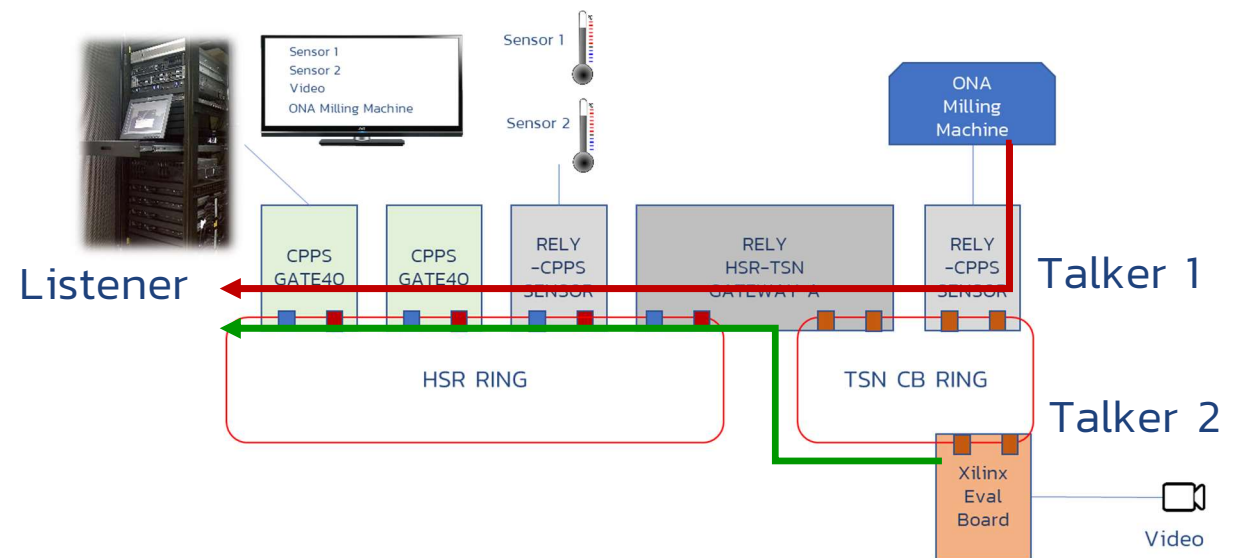 Sensor 1
Sensor 2
Video
ONA Milling Machine
Sensor 1
Sensor 2
ONA
Milling
Machine
Listener
CPPS
GATE40
CPPS
GATE40
RELY
-CPPS
SENSOR
RELY
HSR-TSN
GATEWAY A
RELY
-CPPS
SENSOR
Talker 1
HSR RING
TSN CB RING
Talker 2
Xilinx
Eval
Board
Video